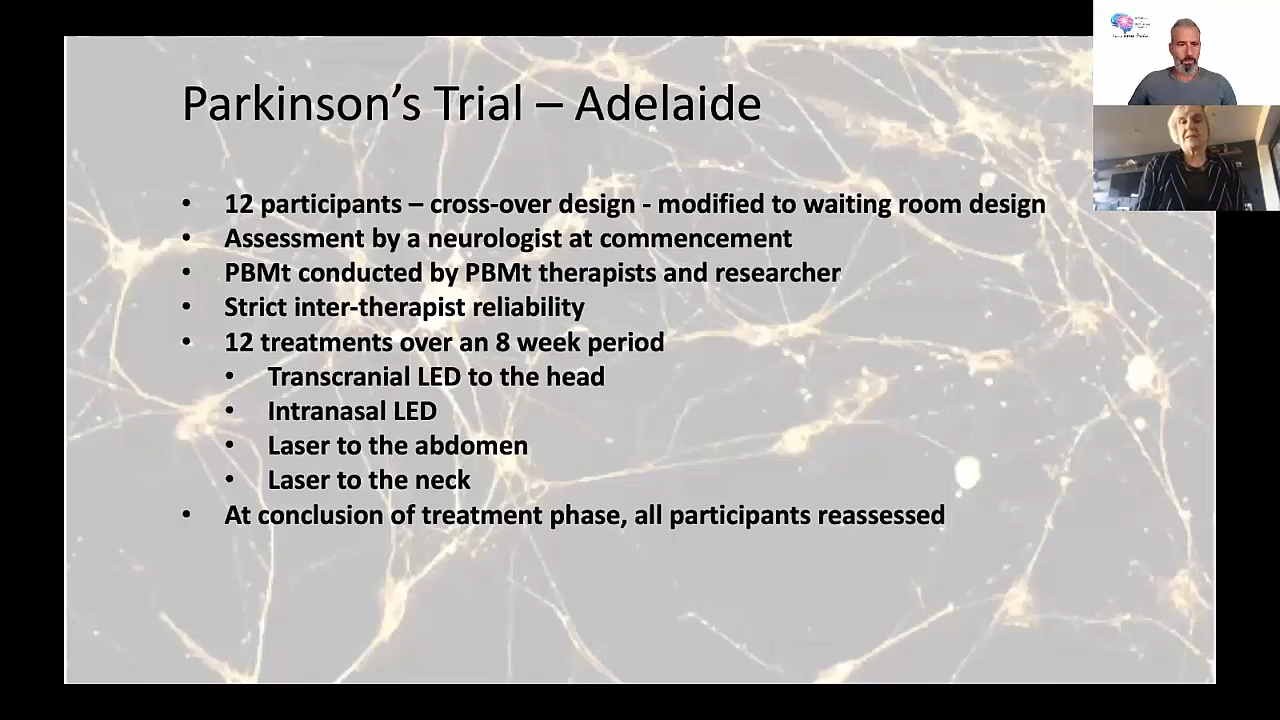 Parkinson's Trial – Adelaide
• 12 participants – cross-over design - modified to waiting room design
• Assessment by a neurologist at commencement
• PBMt conducted by PBMt therapists and researcher
• Strict inter-therapist reliability
• 12 treatments over an 8 week period
• Transcranial LED to the head
• Intranasal LED
• Laser to the abdomen
• Laser to the neck
• At conclusion of treatment phase, all participants reassessed